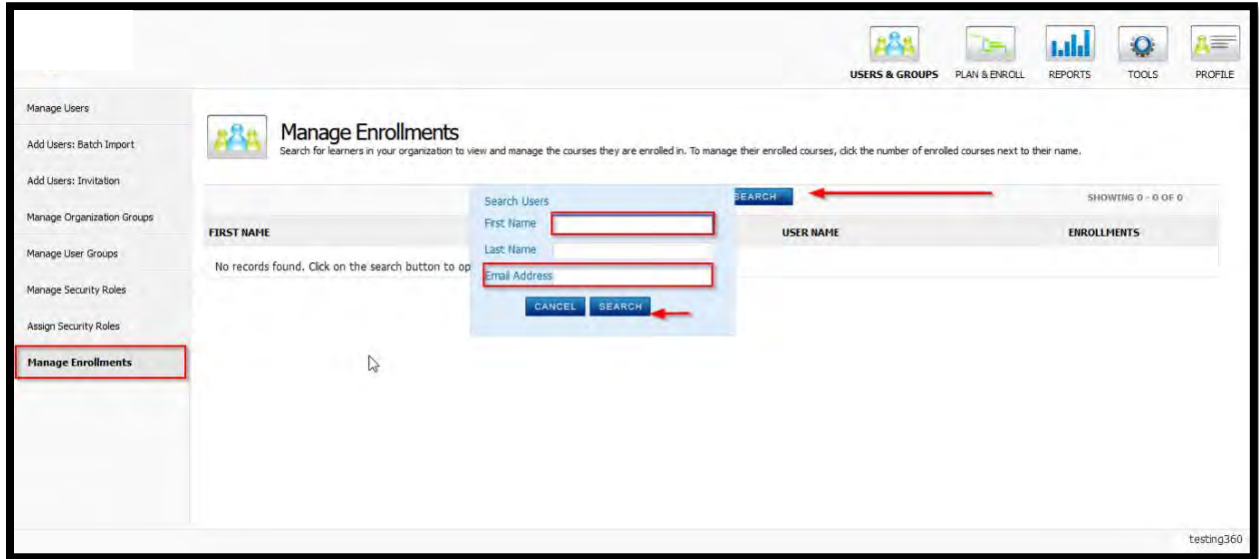 USERS & GROUPS
PLAN & ENROLL
REPORTS
TOOLS
PROFILE
Manage Users
Add Users: Batch Import
Add Users: Invitation
Manage Organization Groups
Manage User Groups
Manage Security Roles
Assign Security Roles
Manage Enrollments
Manage Enrollments
Search for learners in your organization to view and manage the courses they are enrolled in. To manage their enrolled courses, click the number of enrolled courses next to their name.
SEARCH
SHOWING 0 - 0 OF 0
FIRST NAME
USER NAME
ENROLLMENTS
No records found. Click on the search button to op
Search Users
First Name
Last Name
Email Address
CANCEL
SEARCH
testing360